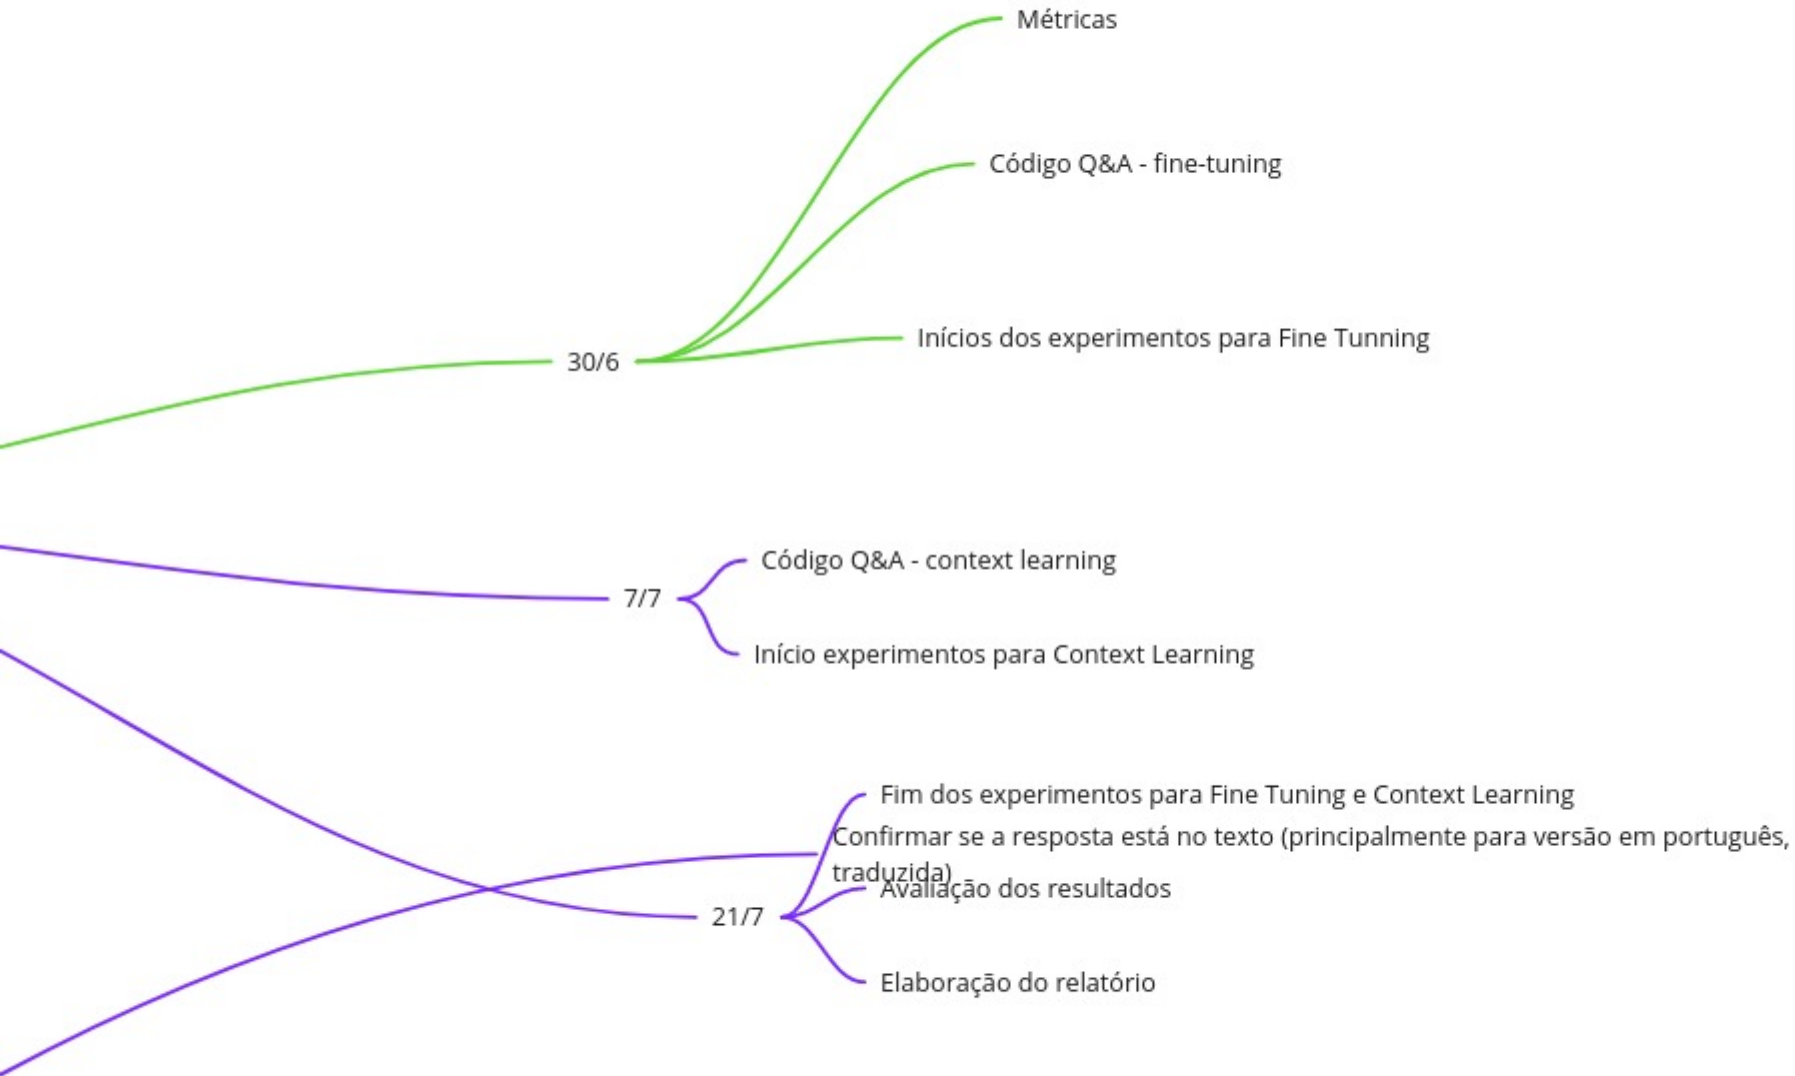 Métricas
Código Q&A - fine-tuning
30/6
Inícios dos experimentos para Fine Tunning
7/7
Código Q&A - context learning
Início experimentos para Context Learning
Fim dos experimentos para Fine Tuning e Context Learning
Confirmar se a resposta está no texto (principalmente para versão em português,
traduzida)
Avaliação dos resultados
21/7
Elaboração do relatório